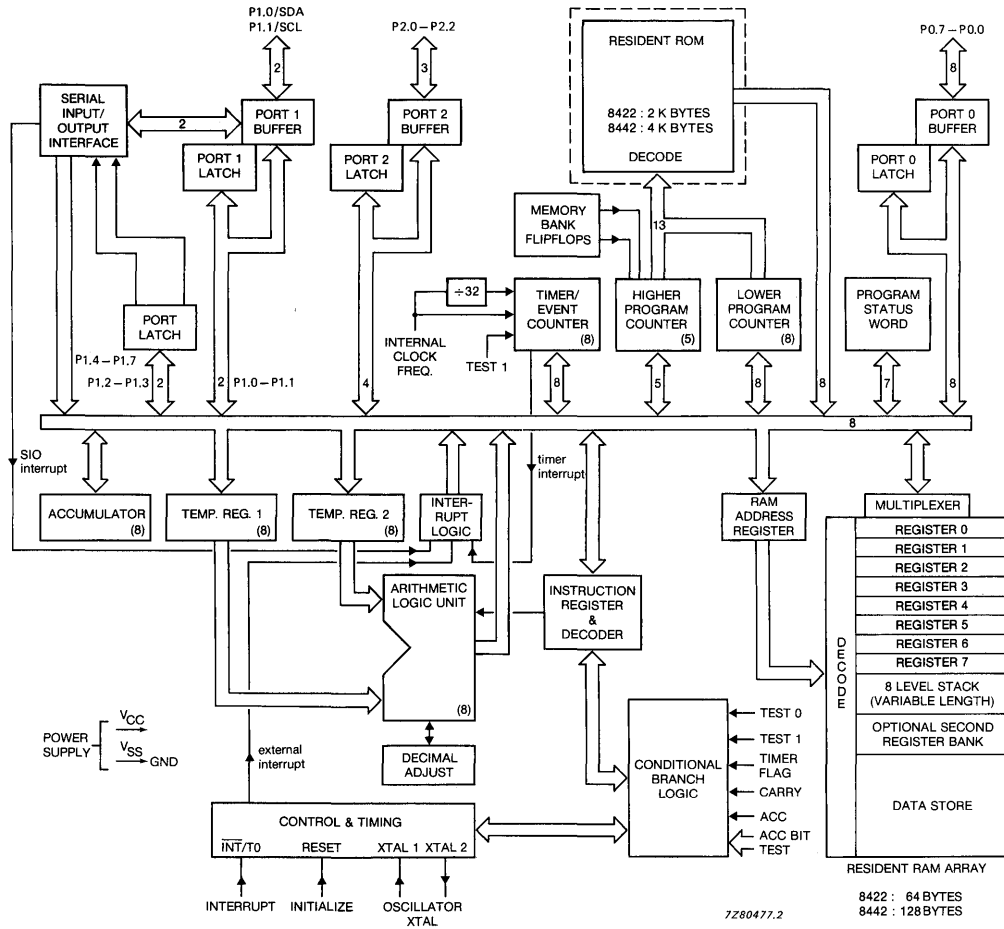 P1.0/SDA
P1.1/SCL
P2.0–P2.2
P0.7–P0.0
2
3
8
SERIAL
INPUT/
OUTPUT
INTERFACE
2
PORT 1
BUFFER
PORT 1
LATCH
PORT 2
BUFFER
PORT 2
LATCH
RESIDENT ROM
8422 : 2 K BYTES
8442 : 4 K BYTES
DECODE
PORT 0
BUFFER
PORT 0
LATCH
MEMORY
BANK
FLIPFLOPS
13
÷32
TIMER/
EVENT
COUNTER
(8)
HIGHER
PROGRAM
COUNTER
(5)
LOWER
PROGRAM
COUNTER
(8)
PROGRAM
STATUS
WORD
INTERNAL
CLOCK
FREQ.
TEST 1
PORT
LATCH
P1.4–P1.7
P1.2–P1.3
2
2
P1.0–P1.1
4
8
5
8
8
7
8
8
SIO
interrupt
timer
interrupt
ACCUMULATOR
(8)
TEMP. REG. 1
(8)
TEMP. REG. 2
(8)
INTER-
RUPT
LOGIC
RAM
ADDRESS
REGISTER
MULTIPLEXER
REGISTER 0
REGISTER 1
REGISTER 2
REGISTER 3
REGISTER 4
REGISTER 5
REGISTER 6
REGISTER 7
8 LEVEL STACK
(VARIABLE LENGTH)
OPTIONAL SECOND
REGISTER BANK
DATA STORE
DECODE
ARITHMETIC
LOGIC UNIT
(8)
INSTRUCTION
REGISTER
&
DECODER
DECIMAL
ADJUST
POWER
SUPPLY
VCC
VSS
GND
external
interrupt
CONDITIONAL
BRANCH
LOGIC
TEST 0
TEST 1
TIMER
FLAG
CARRY
ACC
ACC BIT
TEST
CONTROL & TIMING
I̅N̅T̅/T0
RESET
XTAL 1
XTAL 2
INTERRUPT
INITIALIZE
OSCILLATOR
XTAL
RESIDENT RAM ARRAY
8422 : 64 BYTES
8442 : 128 BYTES
7Z80477.2